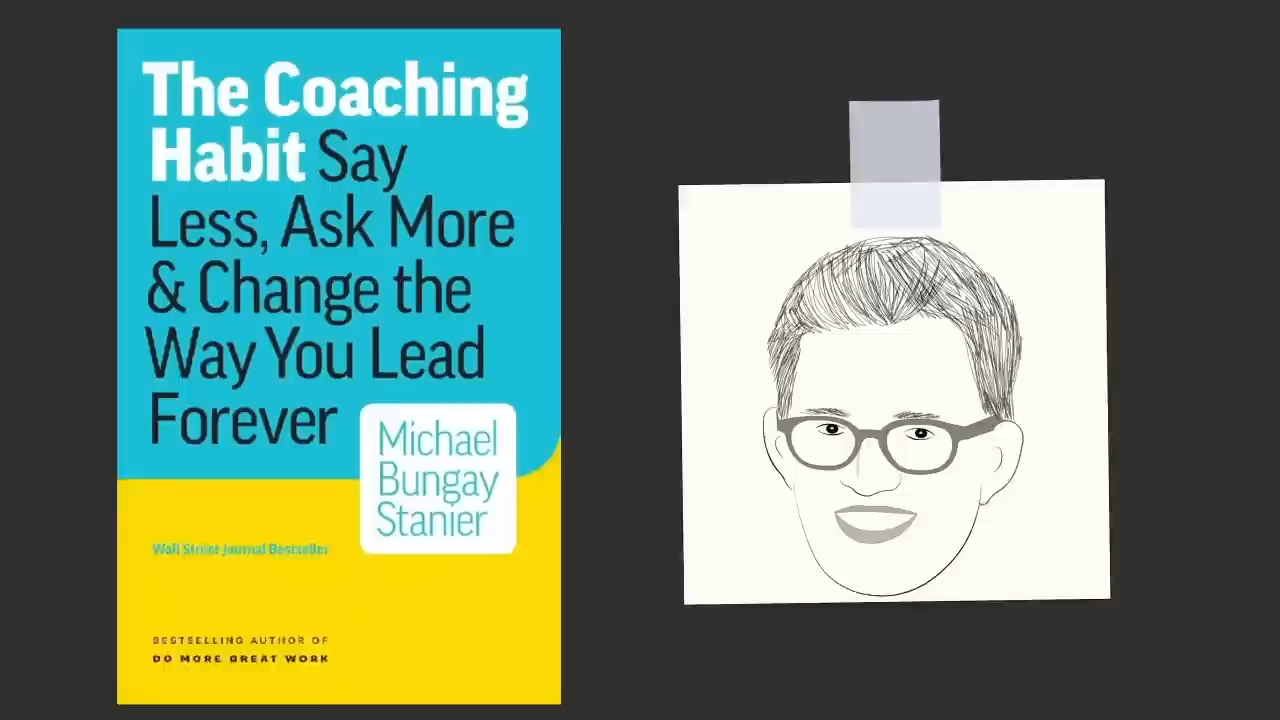 The Coaching
Habit Say
Less, Ask More
& Change the
Way You Lead
Forever
Michael
Bungay
Stanier
Wall Street Journal Bestseller
BESTSELLING AUTHOR OF
DO MORE GREAT WORK